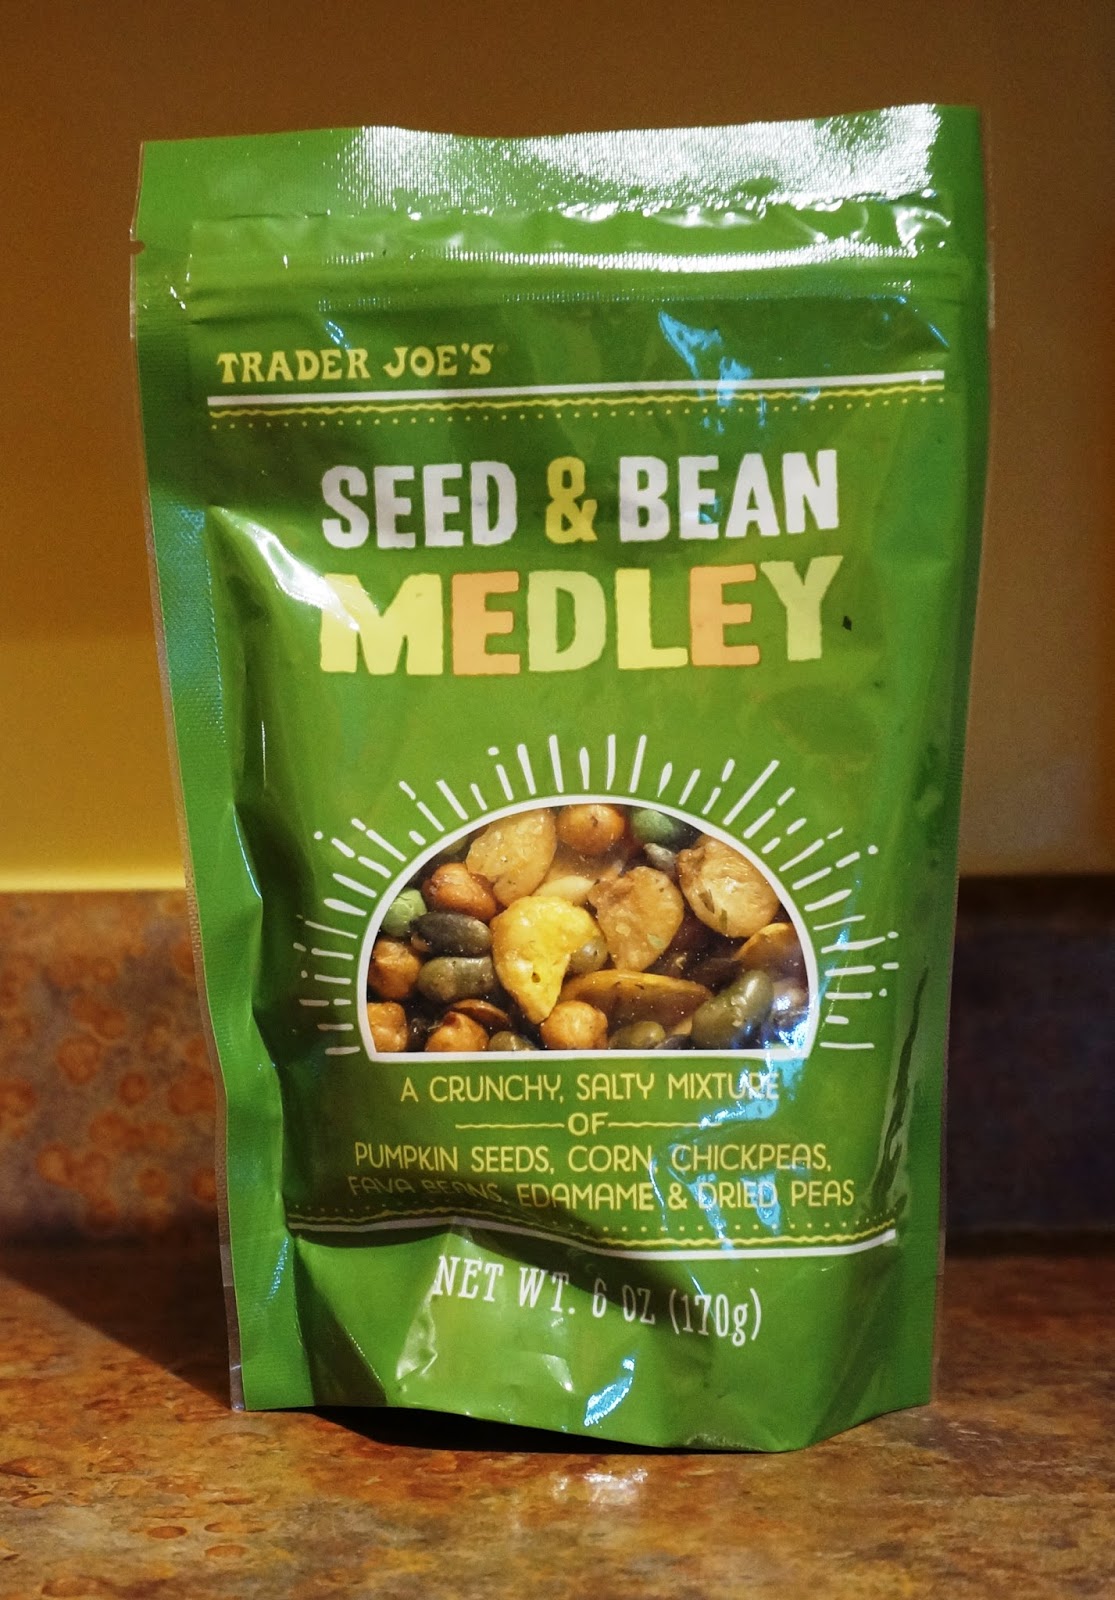 TRADER JOE'S
SEED & BEAN
MEDLEY
A CRUNCHY, SALTY MIXTURE
OF
PUMPKIN SEEDS, CORN, CHICKPEAS,
FAVA BEANS, EDAMAME & DRIED PEAS
NET WT. 6 OZ (170g)